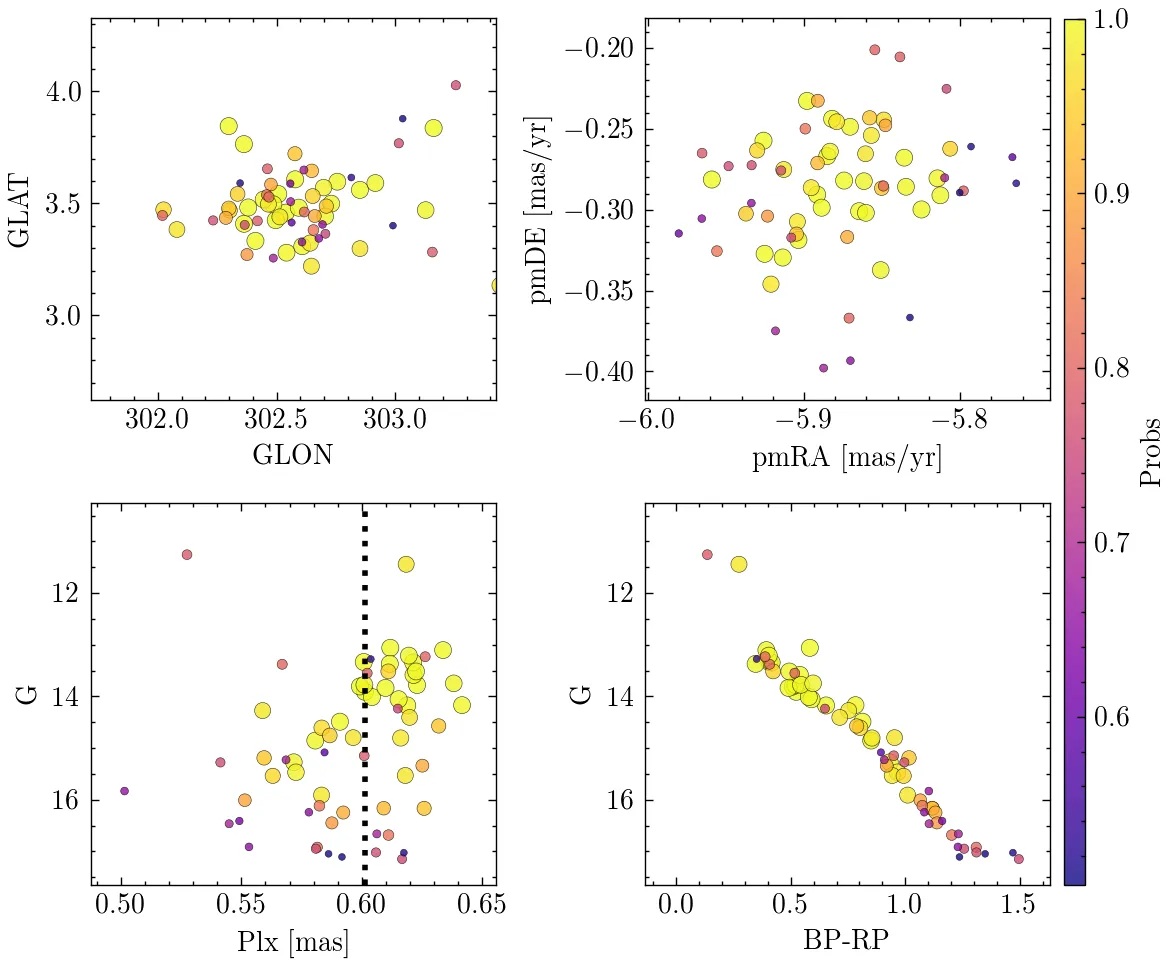 4.0
3.5
3.0
GLAT
302.0 302.5 303.0
GLON
−0.20
−0.25
−0.30
−0.35
−0.40
pmDE [mas/yr]
−6.0 −5.9 −5.8
pmRA [mas/yr]
1.0
0.9
0.8
0.7
0.6
Probs
12
14
16
G
0.50 0.55 0.60 0.65
Plx [mas]
12
14
16
G
0.0 0.5 1.0 1.5
BP-RP